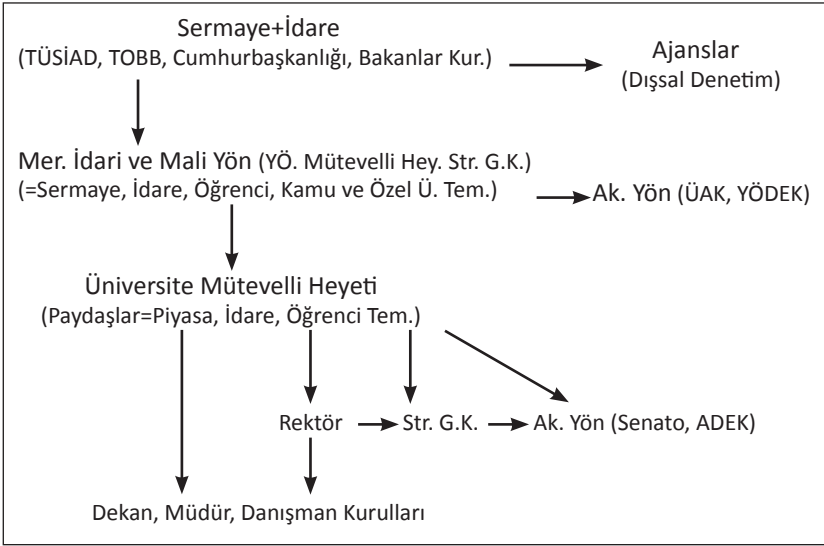 Sermaye+İdare
(TÜSİAD, TOBB, Cumhurbaşkanlığı, Bakanlar Kur.)
Ajanslar
(Dışsal Denetim)
Mer. İdari ve Mali Yön (YÖ. Mütevelli Hey. Str. G.K.)
(=Sermaye, İdare, Öğrenci, Kamu ve Özel Ü. Tem.)
Ak. Yön (ÜAK, YÖDEK)
Üniversite Mütevelli Heyeti
(Paydaşlar=Piyasa, İdare, Öğrenci Tem.)
Rektör
Str. G.K.
Ak. Yön (Senato, ADEK)
Dekan, Müdür, Danışman Kurulları